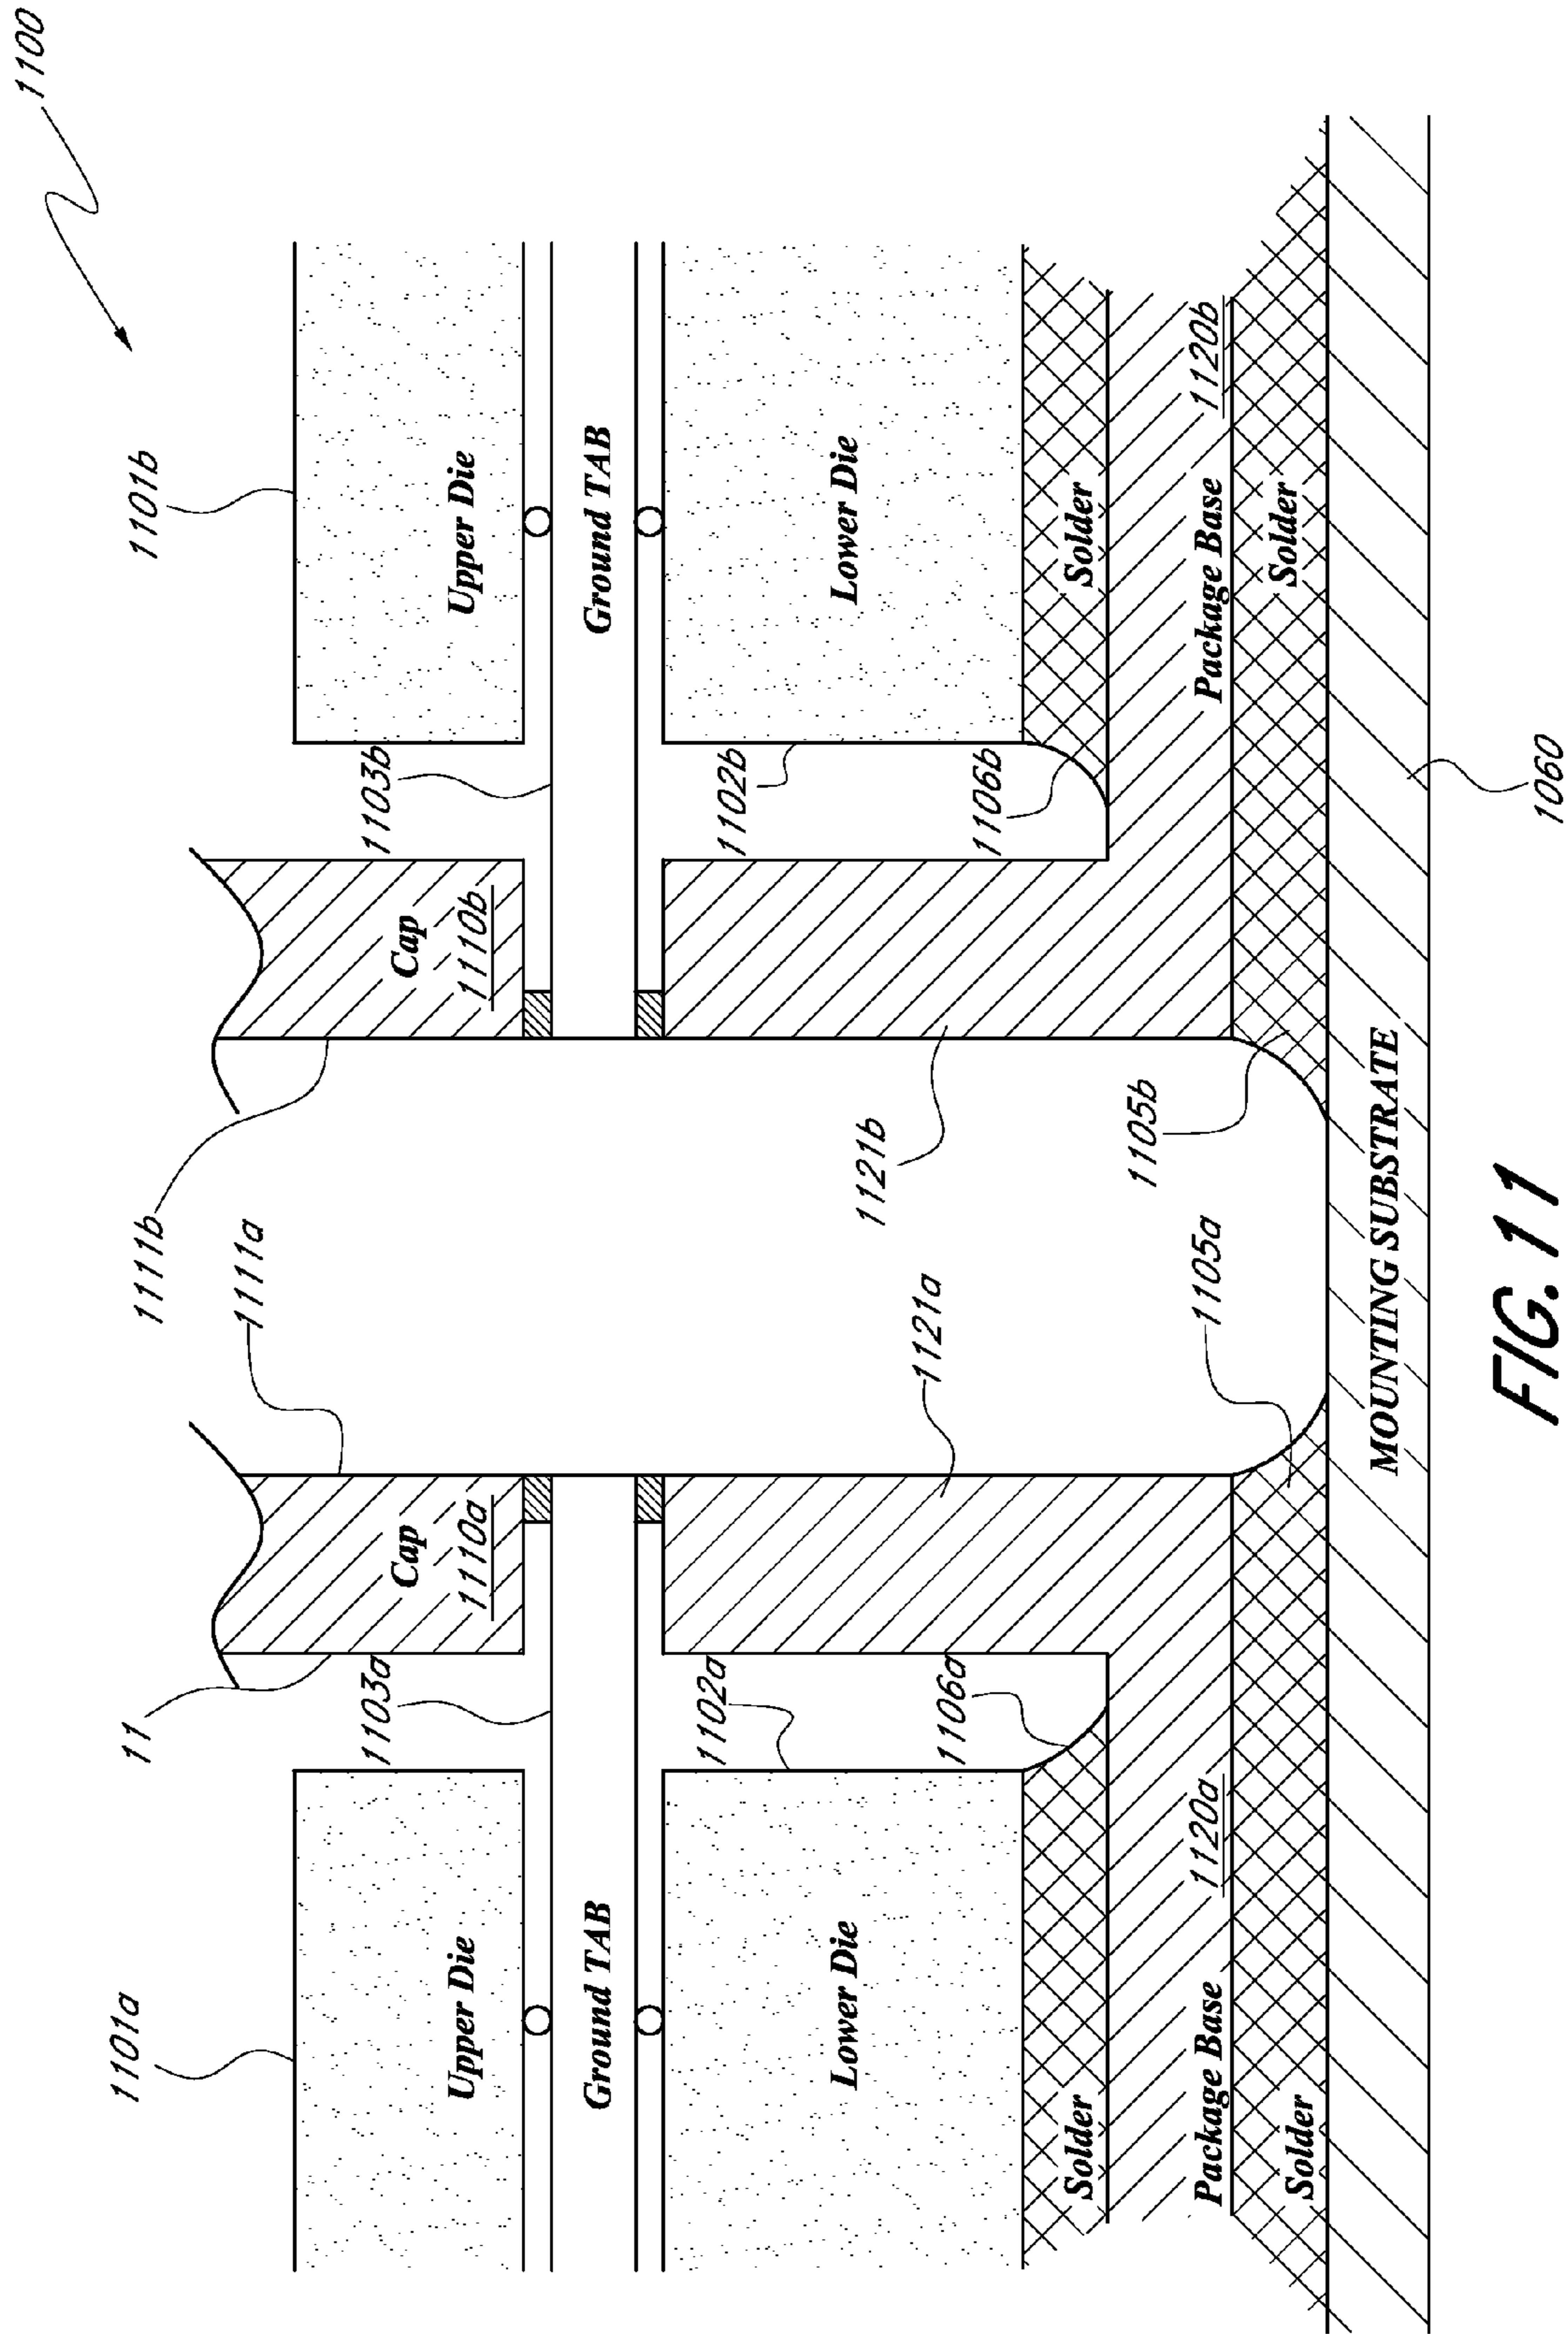 1100
1101a
1101b
11
1111a
1111b
Upper Die
Cap
1110a
Cap
1110b
Upper Die
1103a
1103b
Ground TAB
Ground TAB
1102a
1102b
Lower Die
1121a
1121b
Lower Die
1106a
1106b
Solder
Solder
Package Base
1120a
1105a
1105b
Package Base
1120b
Solder
Solder
MOUNTING SUBSTRATE
1060
FIG. 11